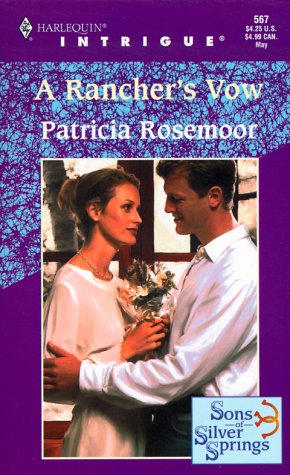 HARLEQUIN®
INTRIGUE®
567
$4.25 U.S.
$4.99 CAN.
May
A Rancher's Vow
Patricia Rosemoor
Sons
of
Silver
Springs